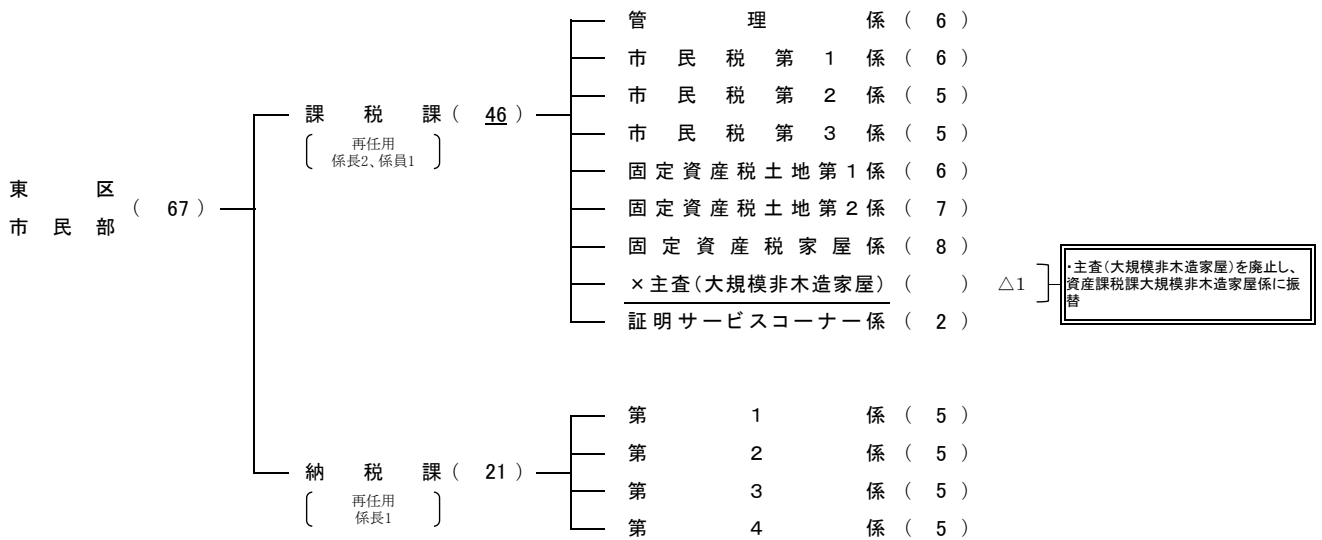 東区
市民部 ( 67 )
課税課 ( 46 )
再任用
係長2、係員1
管理係 ( 6 )
市民税第1係 ( 6 )
市民税第2係 ( 5 )
市民税第3係 ( 5 )
固定資産税土地第1係 ( 6 )
固定資産税土地第2係 ( 7 )
固定資産税家屋係 ( 8 )
×主査(大規模非木造家屋) ( ) △1
・主査(大規模非木造家屋)を廃止し、
資産課税課大規模非木造家屋係に振
替
証明サービスコーナー係 ( 2 )
納税課 ( 21 )
再任用
係長1
第1係 ( 5 )
第2係 ( 5 )
第3係 ( 5 )
第4係 ( 5 )